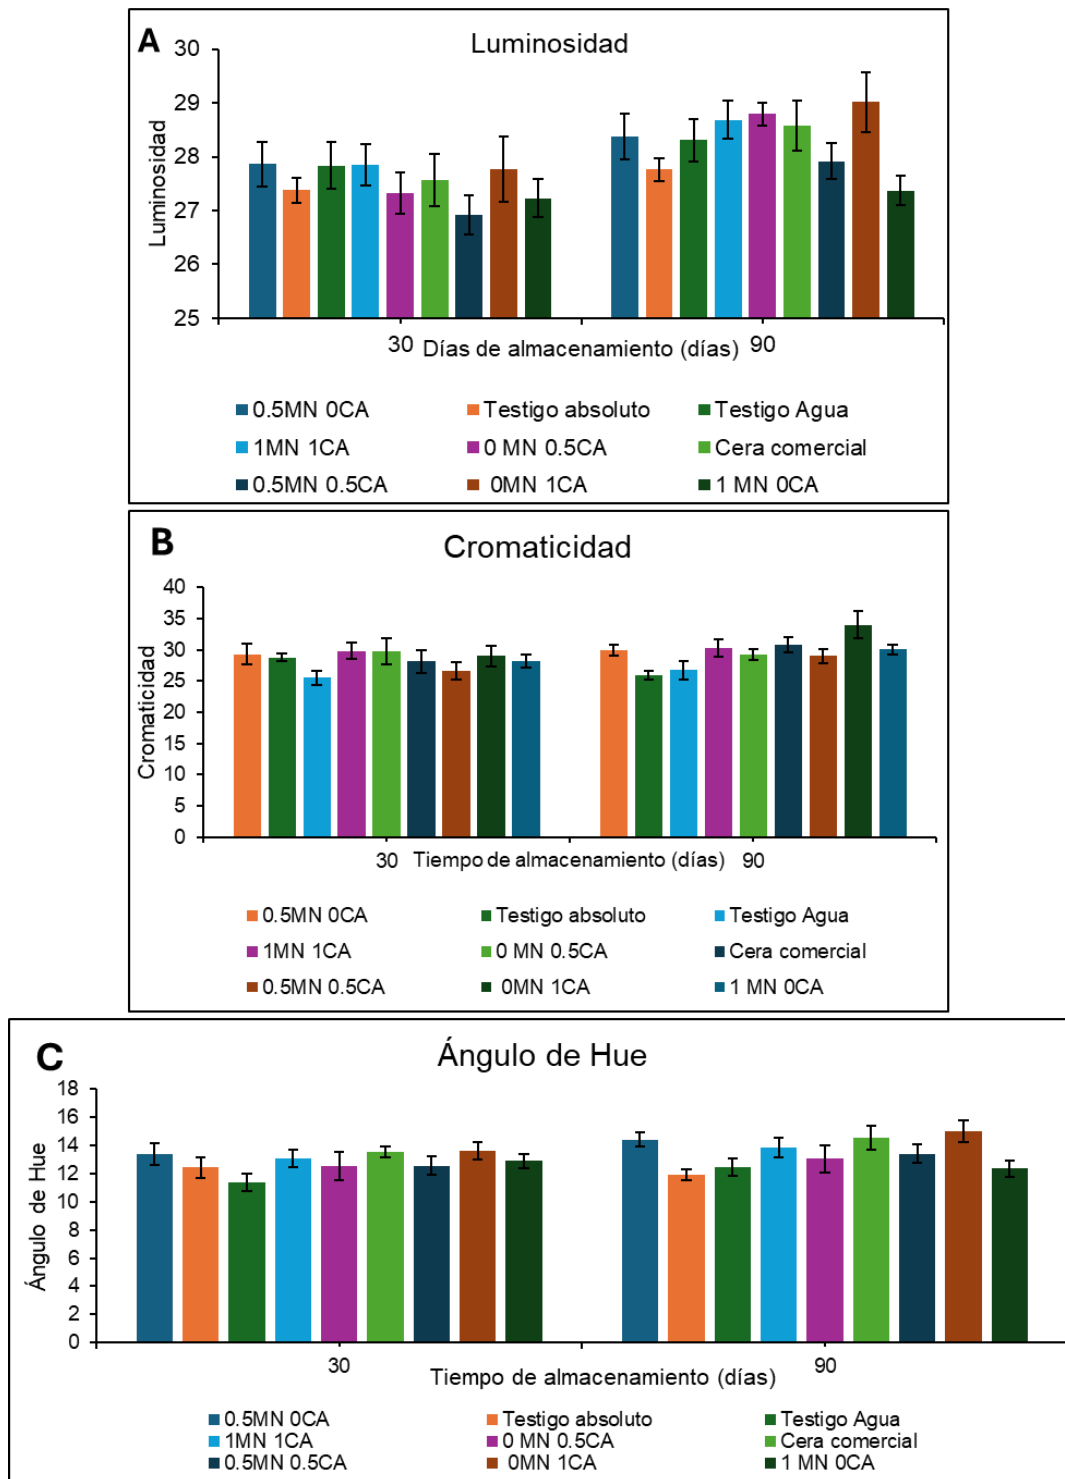 A
Luminosidad
30
29
28
27
26
25
Luminosidad
30 Días de almacenamiento (días) 90
0.5MN 0CA Testigo absoluto Testigo Agua
1MN 1CA 0 MN 0.5CA Cera comercial
0.5MN 0.5CA 0MN 1CA 1 MN 0CA
B
Cromaticidad
40
35
30
25
20
15
10
5
0
Cromaticidad
30 Tiempo de almacenamiento (días) 90
0.5MN 0CA Testigo absoluto Testigo Agua
1MN 1CA 0 MN 0.5CA Cera comercial
0.5MN 0.5CA 0MN 1CA 1 MN 0CA
C
Ángulo de Hue
18
16
14
12
10
8
6
4
2
0
Ángulo de Hue
30 90
Tiempo de almacenamiento (días)
0.5MN 0CA Testigo absoluto Testigo Agua
1MN 1CA 0 MN 0.5CA Cera comercial
0.5MN 0.5CA 0MN 1CA 1 MN 0CA